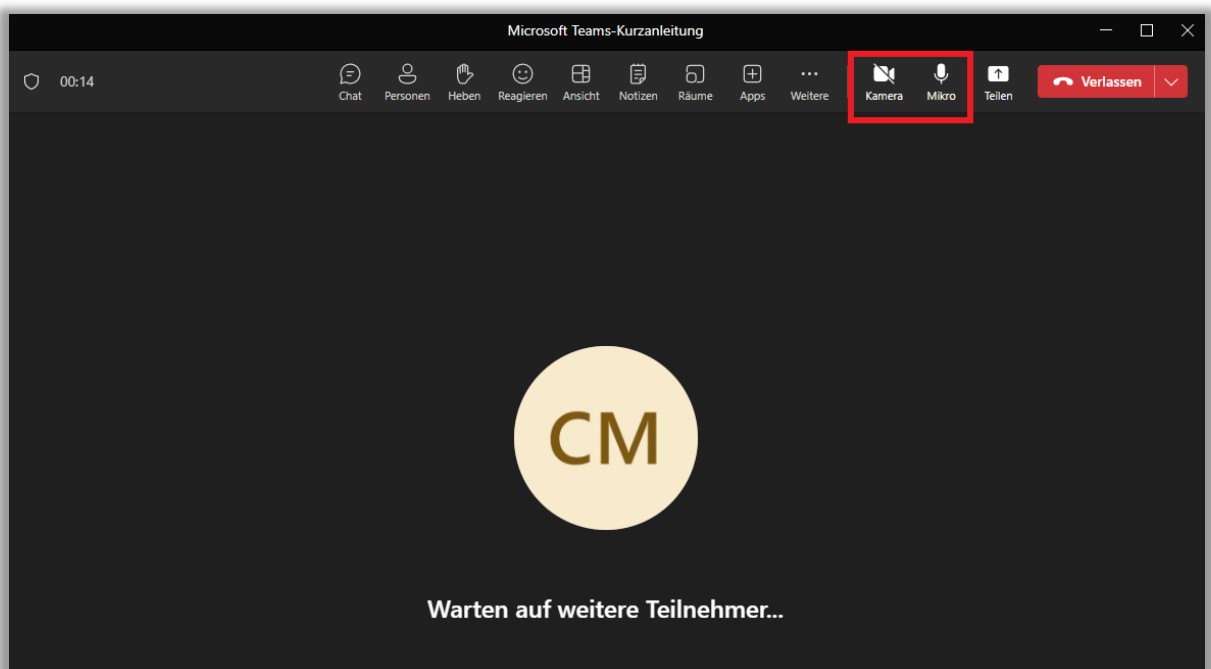 Microsoft Teams-Kurzanleitung
00:14
Chat Personen Heben Reagieren Ansicht Notizen Räume Apps Weitere Kamera Mikro Teilen Verlassen
CM
Warten auf weitere Teilnehmer...